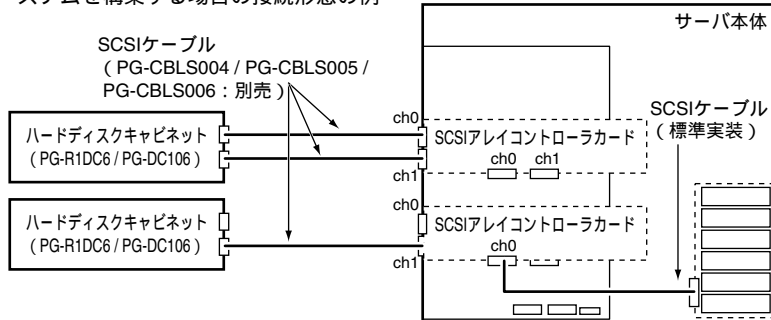 ステムを構築する場合の接続形態の例
サーバ本体
SCSIケーブル
（PG-CBLS004 / PG-CBLS005 /
PG-CBLS006：別売）
SCSIケーブル
（標準実装）
ch0
ハードディスクキャビネット
（PG-R1DC6 / PG-DC106）
SCSIアレイコントローラカード
ch0 ch1
ch1
ch0
ハードディスクキャビネット
（PG-R1DC6 / PG-DC106）
SCSIアレイコントローラカード
ch0
ch1